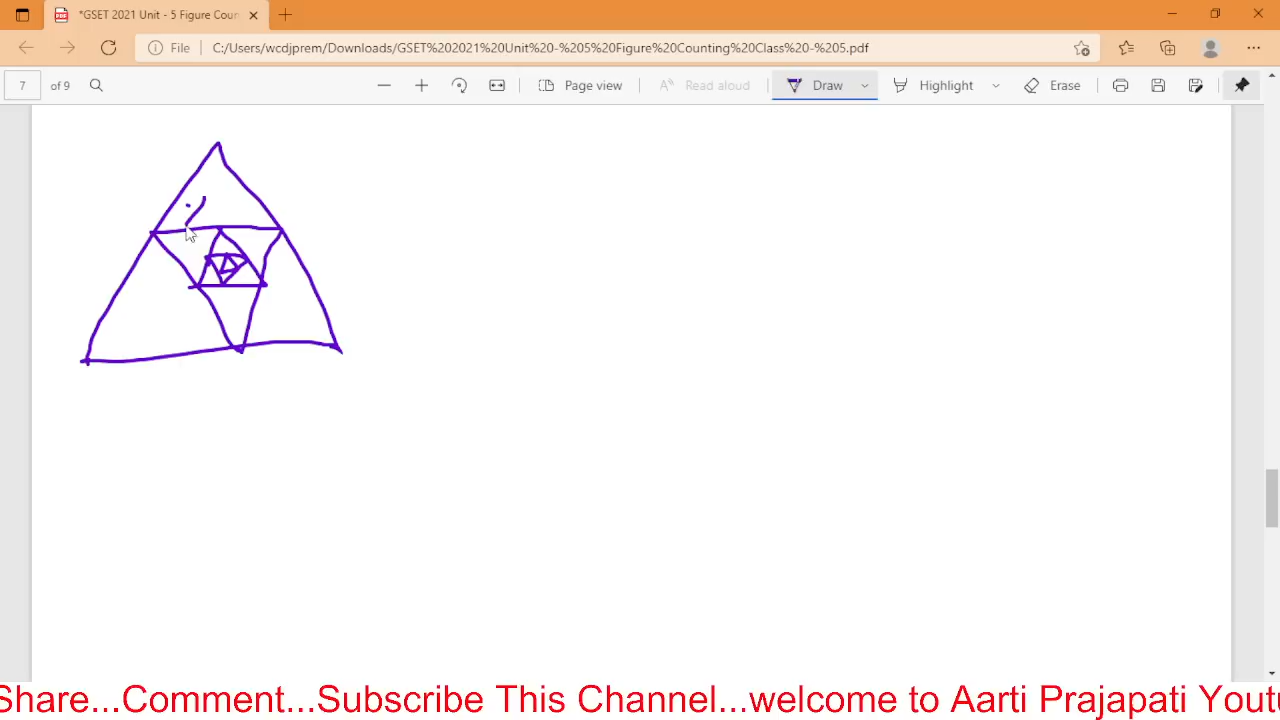 *GSET 2021 Unit - 5 Figure Coun
File
C:/Users/wcdjprem/Downloads/GSET%202021%20Unit%20-%205%20Figure%20Counting%20Class%20-%205.pdf
7 of 9
Page view
Read aloud
Draw
Highlight
Erase
Share...Comment...Subscribe This Channel...welcome to Aarti Prajapati Yout